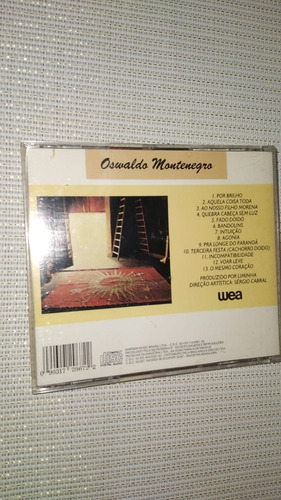 Oswaldo Montenegro
1. POR BRILHO
2. AQUELA COISA TODA
3. AO NOSSO FILHO MORENA
4. QUEBRA CABEÇA SEM LUZ
5. FADO DOIDO
6. BANDOLINS
7. INTUIÇÃO
8. AGONIA
9. PRA LONGE DO PARANOÁ
10. TERCEIRA FESTA (CACHORRO DOIDO)
11. INCOMPATIBILIDADE
12. VOAR LEVE
13. O MESMO CORAÇÃO
PRODUZIDO POR LIMINHA
DIREÇÃO ARTÍSTICA: SÉRGIO CABRAL
wea